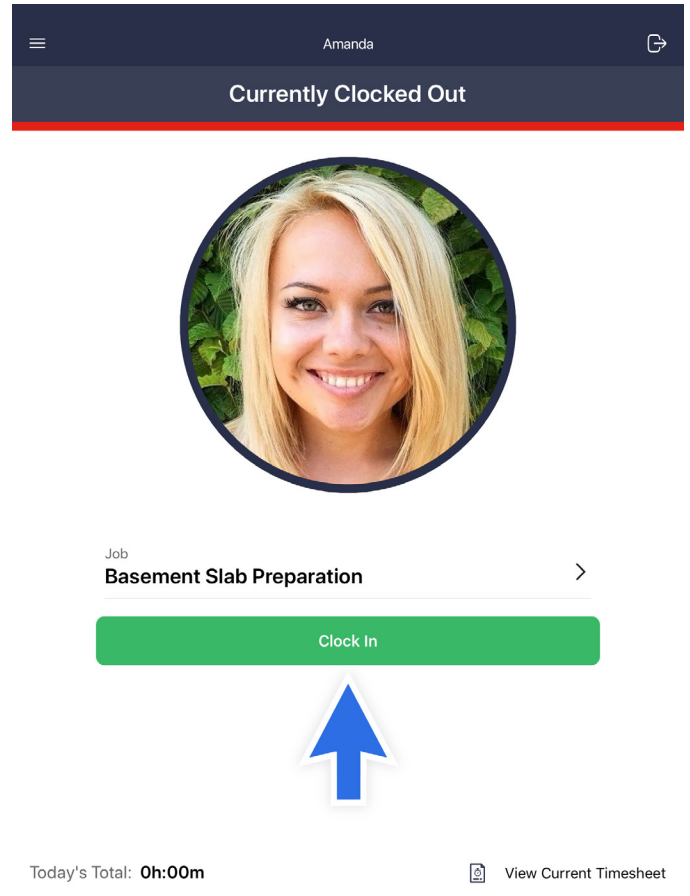 Amanda
Currently Clocked Out
Job
Basement Slab Preparation
Clock In
Today's Total: 0h:00m
View Current Timesheet